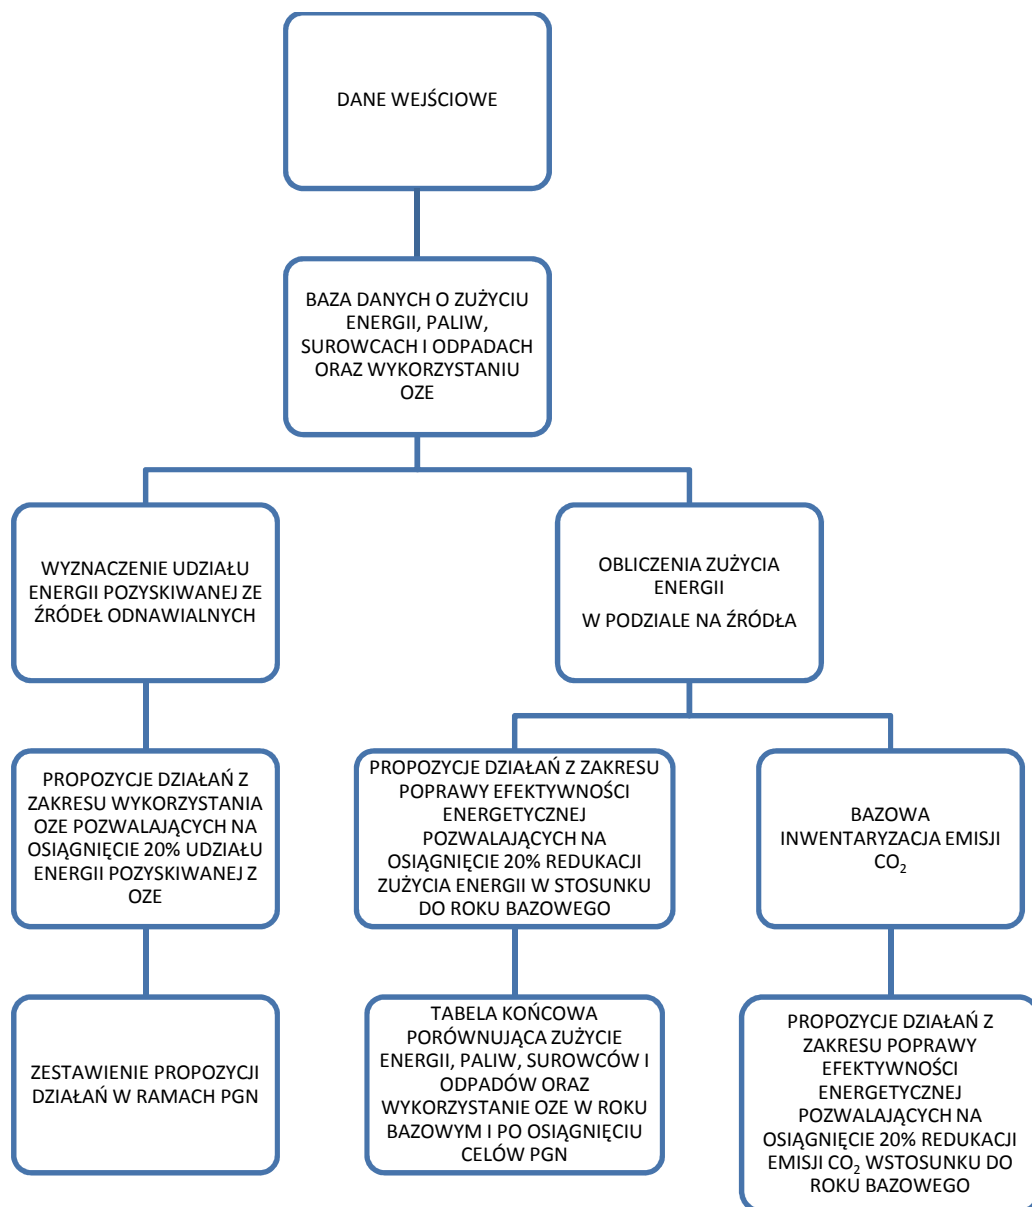 DANE WEJŚCIOWE
BAZA DANYCH O ZUŻYCIU
ENERGII, PALIW,
SUROWCACH I ODPADACH
ORAZ WYKORZYSTANIU
OZE
WYZNACZENIE UDZIAŁU
ENERGII POZYSKIWANEJ ZE
ŹRÓDEŁ ODNAWIALNYCH
OBLICZENIA ZUŻYCIA
ENERGII
W PODZIALE NA ŹRÓDŁA
PROPOZYCJE DZIAŁAŃ Z
ZAKRESU WYKORZYSTANIA
OZE POZWALAJĄCYCH NA
OSIĄGNIĘCIE 20% UDZIAŁU
ENERGII POZYSKIWANEJ Z
OZE
PROPOZYCJE DZIAŁAŃ Z ZAKRESU
POPRAWY EFEKTYWNOŚCI
ENERGETYCZNEJ
POZWALAJĄCYCH NA
OSIĄGNIĘCIE 20% REDUKACJI
ZUŻYCIA ENERGII W STOSUNKU
DO ROKU BAZOWEGO
BAZOWA
INWENTARYZACJA EMISJI
CO₂
ZESTAWIENIE PROPOZYCJI
DZIAŁAŃ W RAMACH PGN
TABELA KOŃCOWA
PORÓWNUJĄCA ZUŻYCIE
ENERGII, PALIW, SUROWCÓW I
ODPADÓW ORAZ
WYKORZYSTANIE OZE W ROKU
BAZOWYM I PO OSIĄGNIĘCIU
CELÓW PGN
PROPOZYCJE DZIAŁAŃ Z
ZAKRESU POPRAWY
EFEKTYWNOŚCI
ENERGETYCZNEJ
POZWALAJĄCYCH NA
OSIĄGNIĘCIE 20% REDUKACJI
EMISJI CO₂ WSTOSUNKU DO
ROKU BAZOWEGO